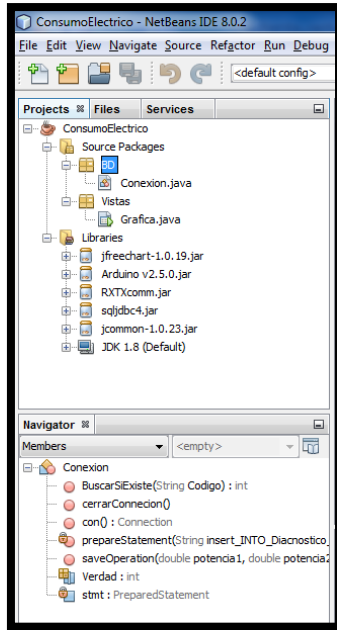 ConsumoElectrico - NetBeans IDE 8.0.2
File Edit View Navigate Source Refactor Run Debug
<default config>
Projects Files Services
ConsumoElectrico
Source Packages
BD
Conexion.java
Vistas
Grafica.java
Libraries
jfreechart-1.0.19.jar
Arduino v2.5.0.jar
RXTXcomm.jar
sqljdbc4.jar
jcommon-1.0.23.jar
JDK 1.8 (Default)
Navigator
Members <empty>
Conexion
BuscarSiExiste(String Codigo) : int
cerrarConnecion()
con() : Connection
prepareStatement(String insert_INTO_Diacnostico_
saveOperation(double potencia1, double potencia2
Verdad : int
stmt : PreparedStatement